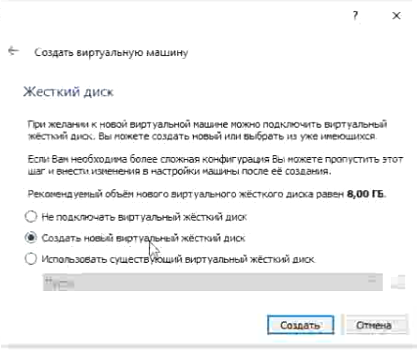 ?
Создать виртуальную машину
Жесткий диск
При желании к новой виртуальной машине можно подключить виртуальный
жёсткий диск. Вы можете создать новый или выбрать из уже имеющихся.
Если Вам необходима более сложная конфигурация Вы можете пропустить этот
шаг и внести изменения в настройки машины после её создания.
Рекомендуемый объём нового виртуального жёсткого диска равен 8,00 ГБ.
Не подключать виртуальный жёсткий диск
Создать новый виртуальный жёсткий диск
Использовать существующий виртуальный жёсткий диск
Создать
Отмена